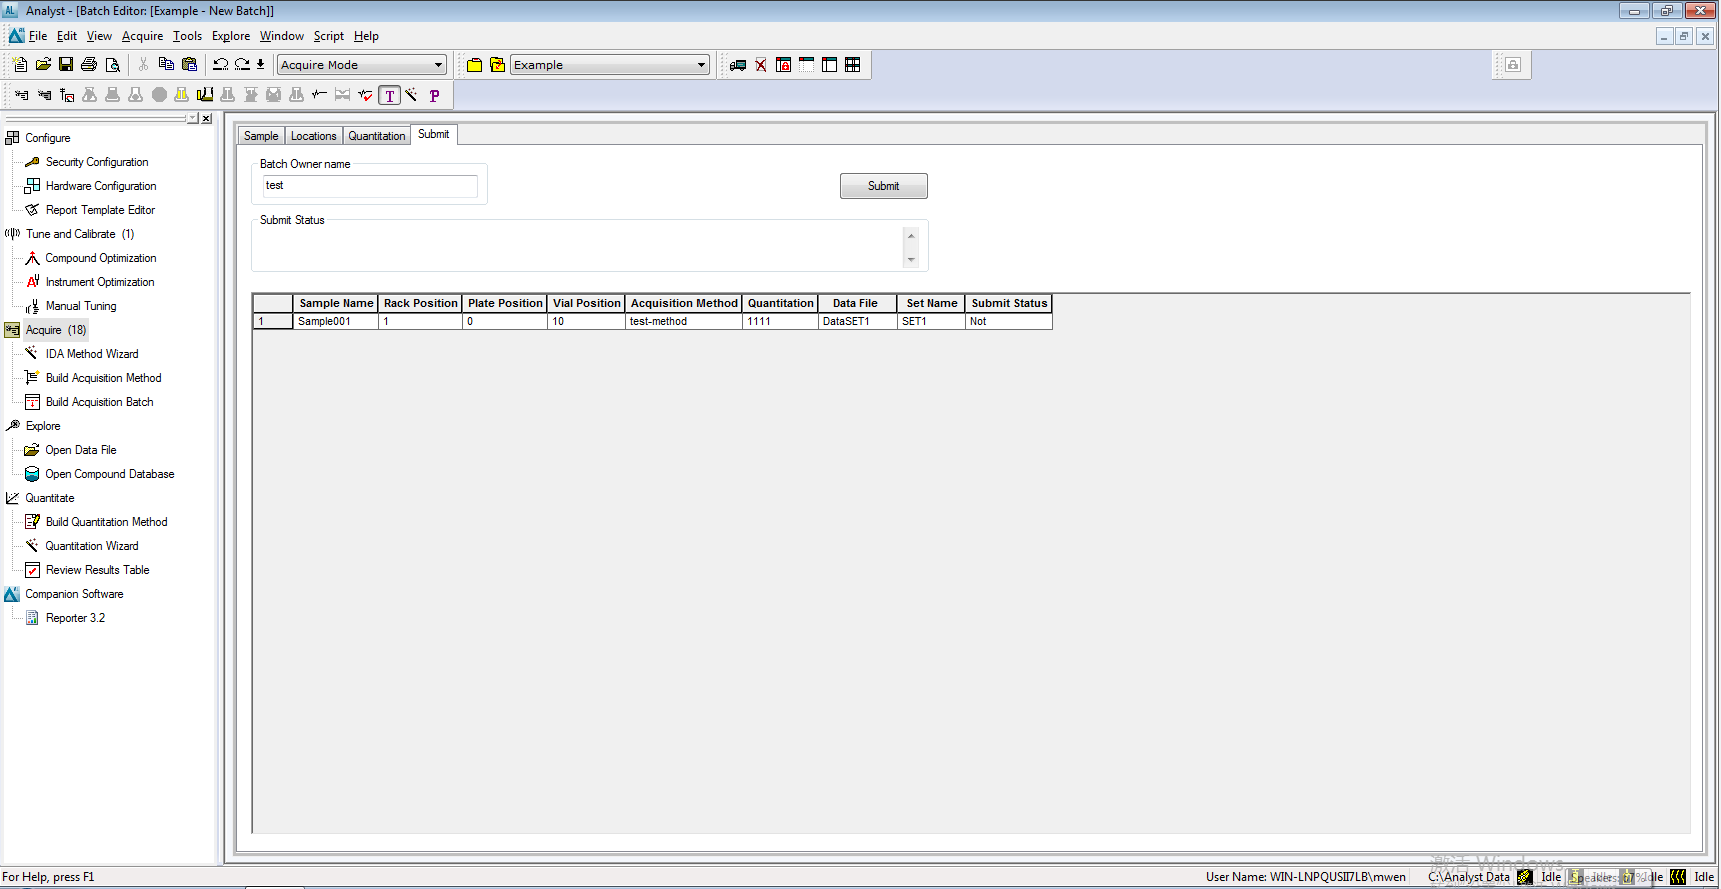 Analyst - [Batch Editor: [Example - New Batch]]
File Edit View Acquire Tools Explore Window Script Help
Acquire Mode Example
Configure
Security Configuration
Hardware Configuration
Report Template Editor
Tune and Calibrate (1)
Compound Optimization
Instrument Optimization
Manual Tuning
Acquire (18)
IDA Method Wizard
Build Acquisition Method
Build Acquisition Batch
Explore
Open Data File
Open Compound Database
Quantitate
Build Quantitation Method
Quantitation Wizard
Review Results Table
Companion Software
Reporter 3.2
Sample Locations Quantitation Submit
Batch Owner name
test
Submit
Submit Status
Sample Name Rack Position Plate Position Vial Position Acquisition Method Quantitation Data File Set Name Submit Status
1 Sample001 1 0 10 test-method 1111 DataSET1 SET1 Not
激活 Windows
For Help, press F1 User Name: WIN-LNPQUSII7LB\mwen C:\Analyst Data Idle Idle Idle Idle